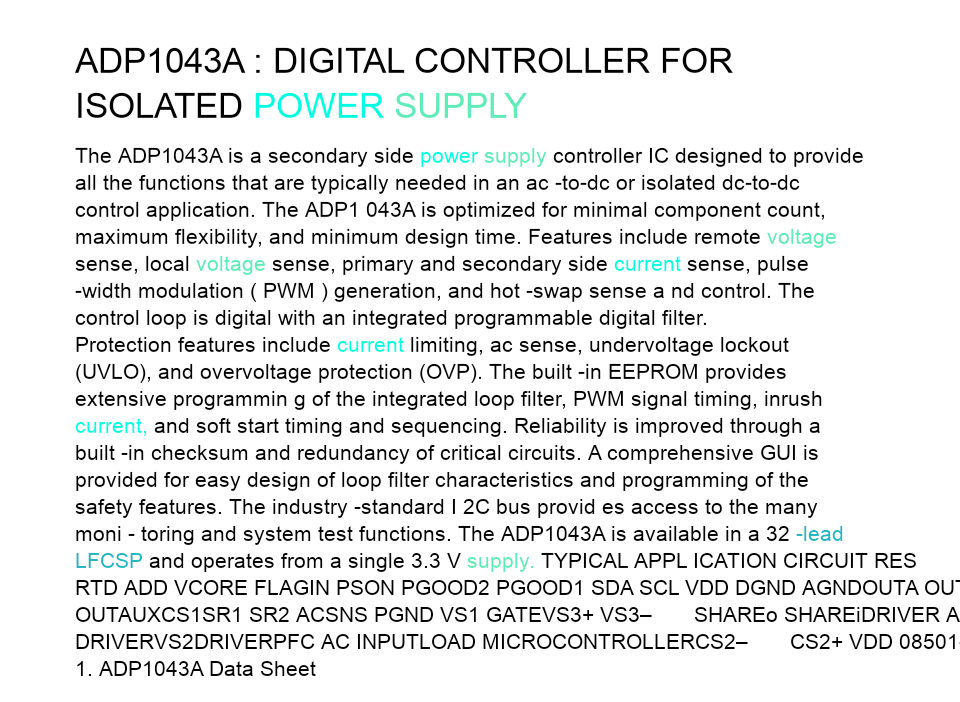 ADP1043A : DIGITAL CONTROLLER FOR
ISOLATED POWER SUPPLY
The ADP1043A is a secondary side power supply controller IC designed to provide
all the functions that are typically needed in an ac -to-dc or isolated dc-to-dc
control application. The ADP1 043A is optimized for minimal component count,
maximum flexibility, and minimum design time. Features include remote voltage
sense, local voltage sense, primary and secondary side current sense, pulse
-width modulation ( PWM ) generation, and hot -swap sense a nd control. The
control loop is digital with an integrated programmable digital filter.
Protection features include current limiting, ac sense, undervoltage lockout
(UVLO), and overvoltage protection (OVP). The built -in EEPROM provides
extensive programmin g of the integrated loop filter, PWM signal timing, inrush
current, and soft start timing and sequencing. Reliability is improved through a
built -in checksum and redundancy of critical circuits. A comprehensive GUI is
provided for easy design of loop filter characteristics and programming of the
safety features. The industry -standard I 2C bus provid es access to the many
moni - toring and system test functions. The ADP1043A is available in a 32 -lead
LFCSP and operates from a single 3.3 V supply. TYPICAL APPL ICATION CIRCUIT RES
RTD ADD VCORE FLAGIN PSON PGOOD2 PGOOD1 SDA SCL VDD DGND AGNDOUTA OUT
OUTAUXCS1SR1 SR2 ACSNS PGND VS1 GATEVS3+ VS3– SHAREo SHAREiDRIVER A
DRIVERVS2DRIVERPFC AC INPUTLOAD MICROCONTROLLERCS2– CS2+ VDD 08501
1. ADP1043A Data Sheet